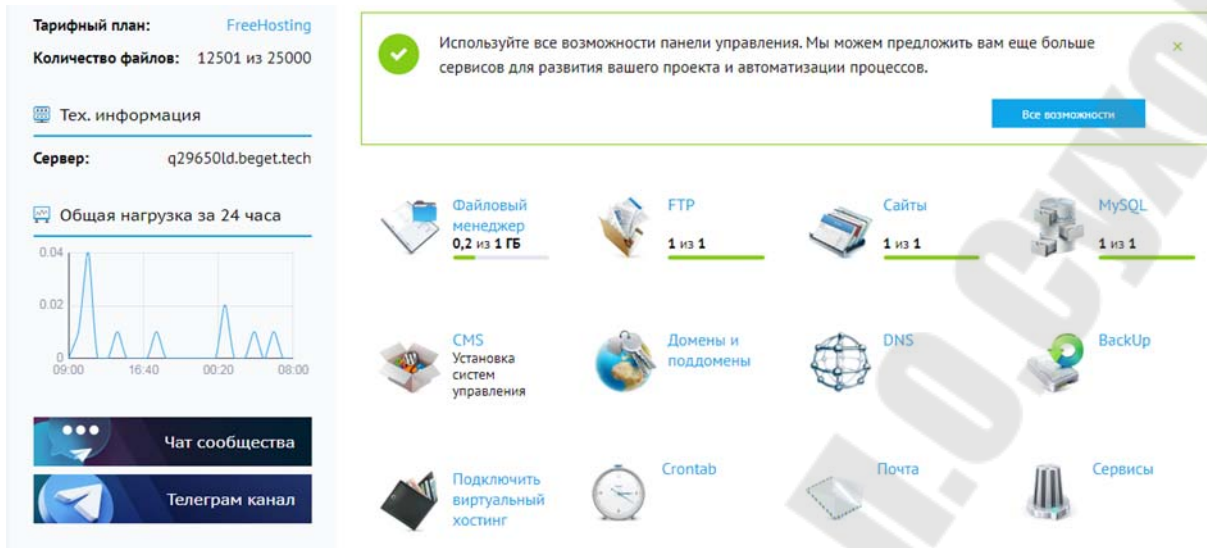 Тарифный план: FreeHosting
Количество файлов: 12501 из 25000
Тех. информация
Сервер: q29650ld.beget.tech
Общая нагрузка за 24 часа
0.04
0.02
0
09:00 16:40 00:20 08:00
Чат сообщества
Телеграм канал
Используйте все возможности панели управления. Мы можем предложить вам еще больше
сервисов для развития вашего проекта и автоматизации процессов.
×
Все возможности
Файловый
менеджер
0,2 из 1 ГБ
FTP
1 из 1
Сайты
1 из 1
MySQL
1 из 1
CMS
Установка
систем
управления
Домены и
поддомены
DNS
BackUp
Подключить
виртуальный
хостинг
Crontab
Почта
Сервисы